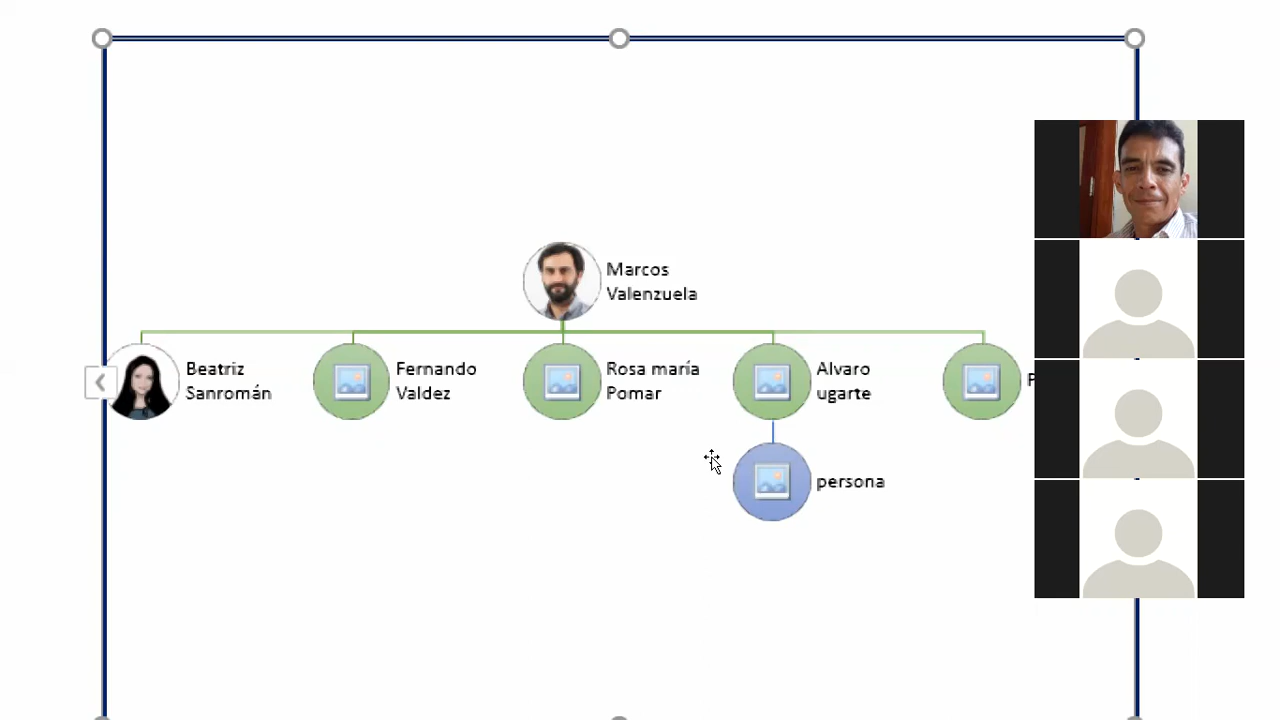 Marcos
Valenzuela
Beatriz
Sanromán
Fernando
Valdez
Rosa maría
Pomar
Alvaro
ugarte
persona